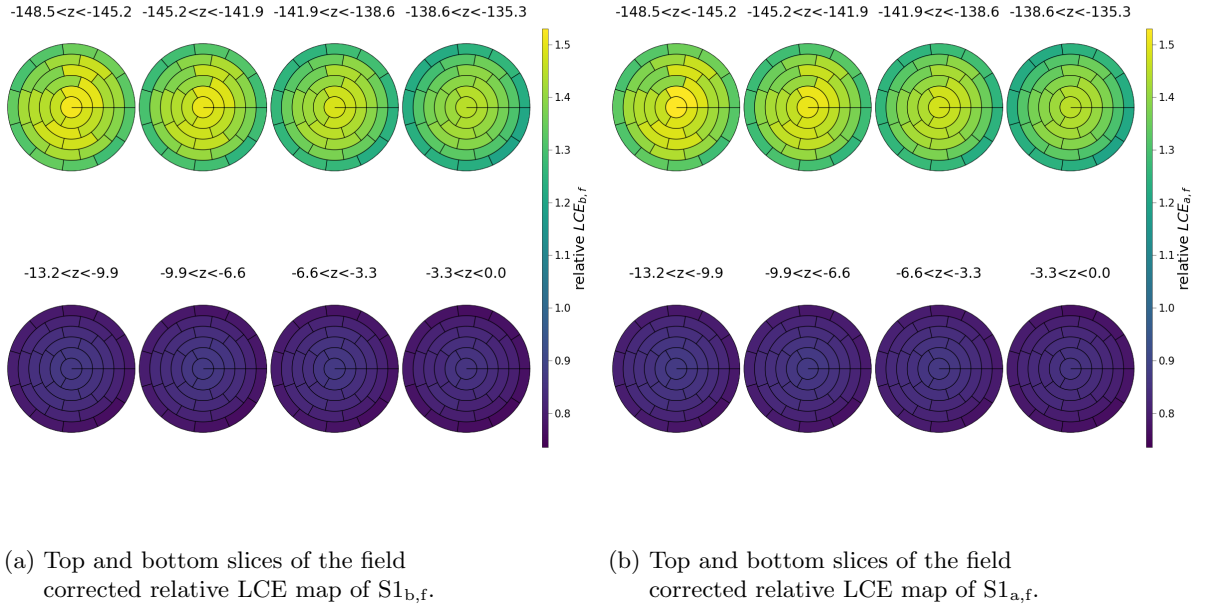 -148.5<z<-145.2 -145.2<z<-141.9 -141.9<z<-138.6 -138.6<z<-135.3
1.5
1.4
1.3
1.2
1.1
1.0
0.9
0.8
relative LCE_{b,f}
-13.2<z<-9.9 -9.9<z<-6.6 -6.6<z<-3.3 -3.3<z<0.0
(a) Top and bottom slices of the field
corrected relative LCE map of S1_{b,f}.
-148.5<z<-145.2 -145.2<z<-141.9 -141.9<z<-138.6 -138.6<z<-135.3
1.5
1.4
1.3
1.2
1.1
1.0
0.9
0.8
relative LCE_{a,f}
-13.2<z<-9.9 -9.9<z<-6.6 -6.6<z<-3.3 -3.3<z<0.0
(b) Top and bottom slices of the field
corrected relative LCE map of S1_{a,f}.